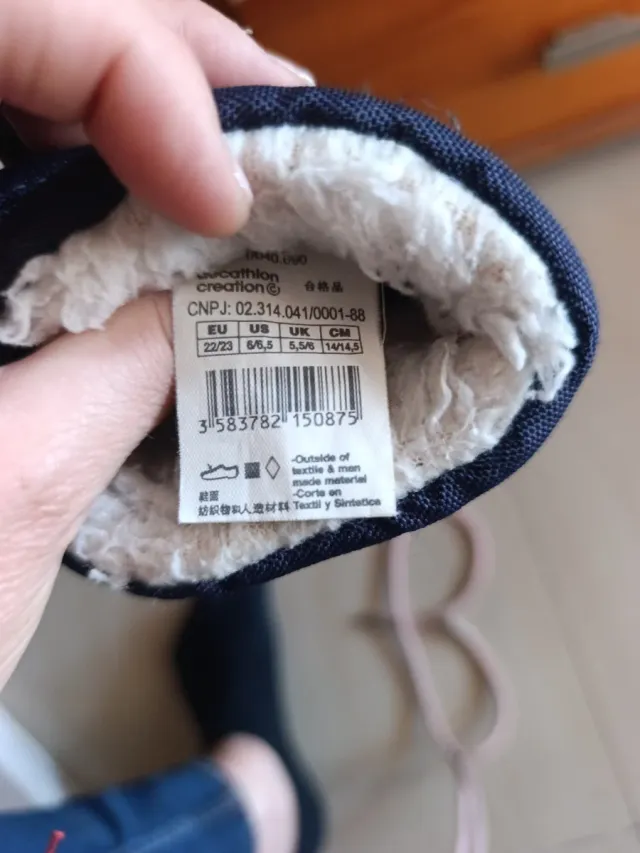 decathlon
creation© 合格品
CNPJ: 02.314.041/0001-88
EU US UK CM
22/23 6/6,5 5,5/6 14/14,5
3 583782 150875
-Outside of
textile & man
made material
-Corte en
Textil y Sintetica
鞋面
纺织物和人造材料